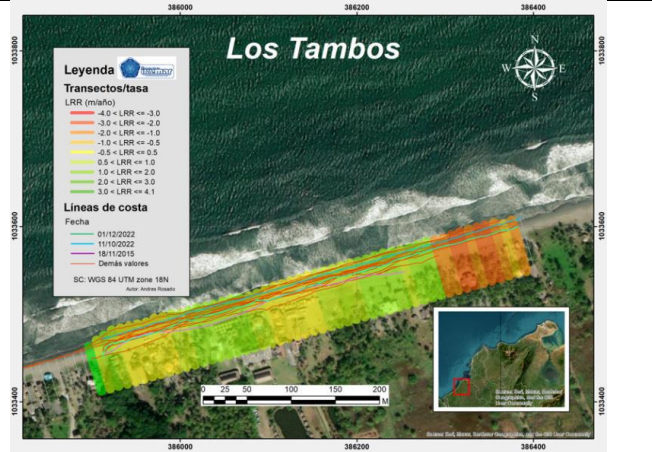 386000 386200 386400
1033800 1033800
Los Tambos
N
W E
S
Leyenda
Transectos/tasa
LRR (m/año)
-4.0 < LRR <= -3.0
-3.0 < LRR <= -2.0
-2.0 < LRR <= -1.0
-1.0 < LRR <= -0.5
-0.5 < LRR <= 0.5
0.5 < LRR <= 1.0
1.0 < LRR <= 2.0
2.0 < LRR <= 3.0
3.0 < LRR <= 4.1
Líneas de costa
Fecha
01/12/2022
11/10/2022
18/11/2015
Demás valores
SC: WGS 84 UTM zone 18N
Autor: Andres Rosado
1033600 1033600
0 25 50 100 150 200
M
1033400 1033400
386000 386200 386400